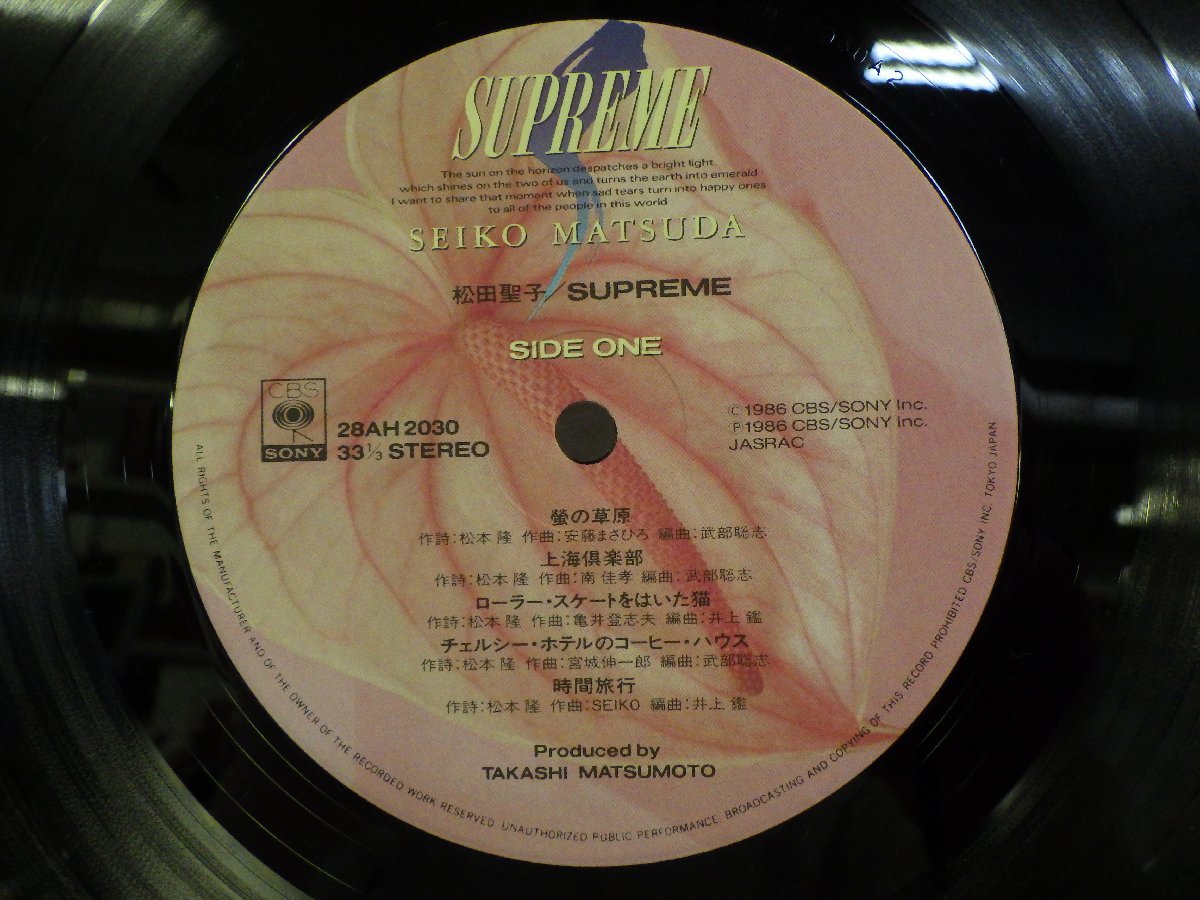 SUPREME
The sun on the horizon despatches a bright light
which shines on the two of us and turns the earth into emerald
I want to share that momant when sad tears turn into happy ones
to all of the people in this world
SEIKO MATSUDA
松田聖子/SUPREME
SIDE ONE
CBS
SONY
28AH 2030
33⅓ STEREO
Ⓒ 1986 CBS/SONY Inc.
Ⓟ 1986 CBS/SONY Inc.
JASRAC
螢の草原
作詩:松本 隆 作曲:安藤まさひろ 編曲:武部聡志
上海倶楽部
作詩:松本 隆 作曲:南 佳孝 編曲:武部聡志
ローラー・スケートをはいた猫
作詩:松本 隆 作曲:亀井登志夫 編曲:井上 鑑
チェルシー・ホテルのコーヒー・ハウス
作詩:松本 隆 作曲:宮城伸一郎 編曲:武部聡志
時間旅行
作詩:松本 隆 作曲:SEIKO 編曲:井上 鑑
Produced by
TAKASHI MATSUMOTO
ALL RIGHTS OF THE MANUFACTURER AND OF THE OWNER OF THE RECORDED WORK RESERVED. UNAUTHORIZED PUBLIC PERFORMANCE BROADCASTING AND COPYING OF THIS RECORD PROHIBITED CBS/SONY INC. TOKYO JAPAN